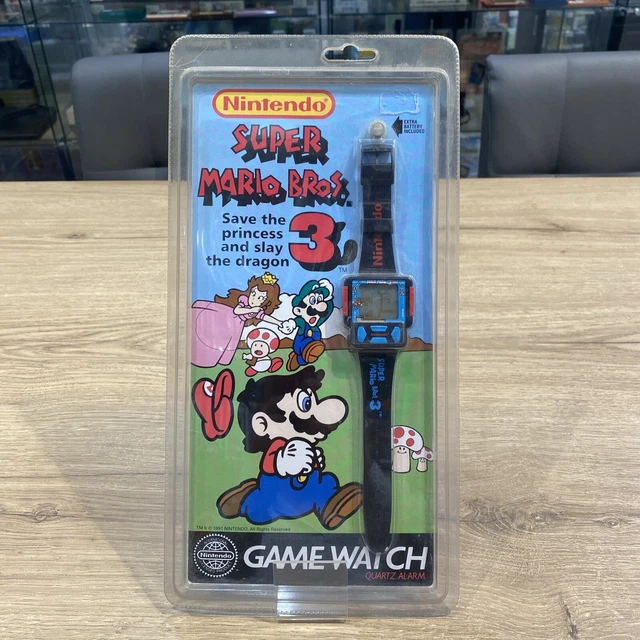 Nintendo®
SUPER
MARIO BROS.
3
TM
Save the
princess
and slay
the dragon
EXTRA
BATTERY
INCLUDED
Nintendo
SUPER
MARIO BROS
3
Nintendo
GAME WATCH
QUARTZ ALARM